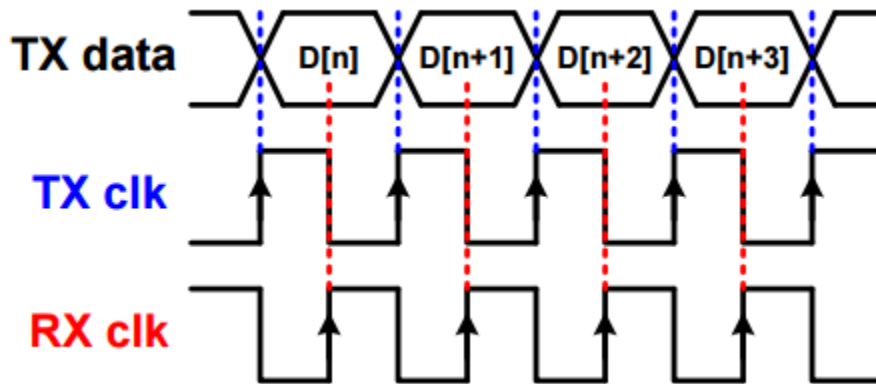 TX data D[n] D[n+1] D[n+2] D[n+3]
TX clk
RX clk